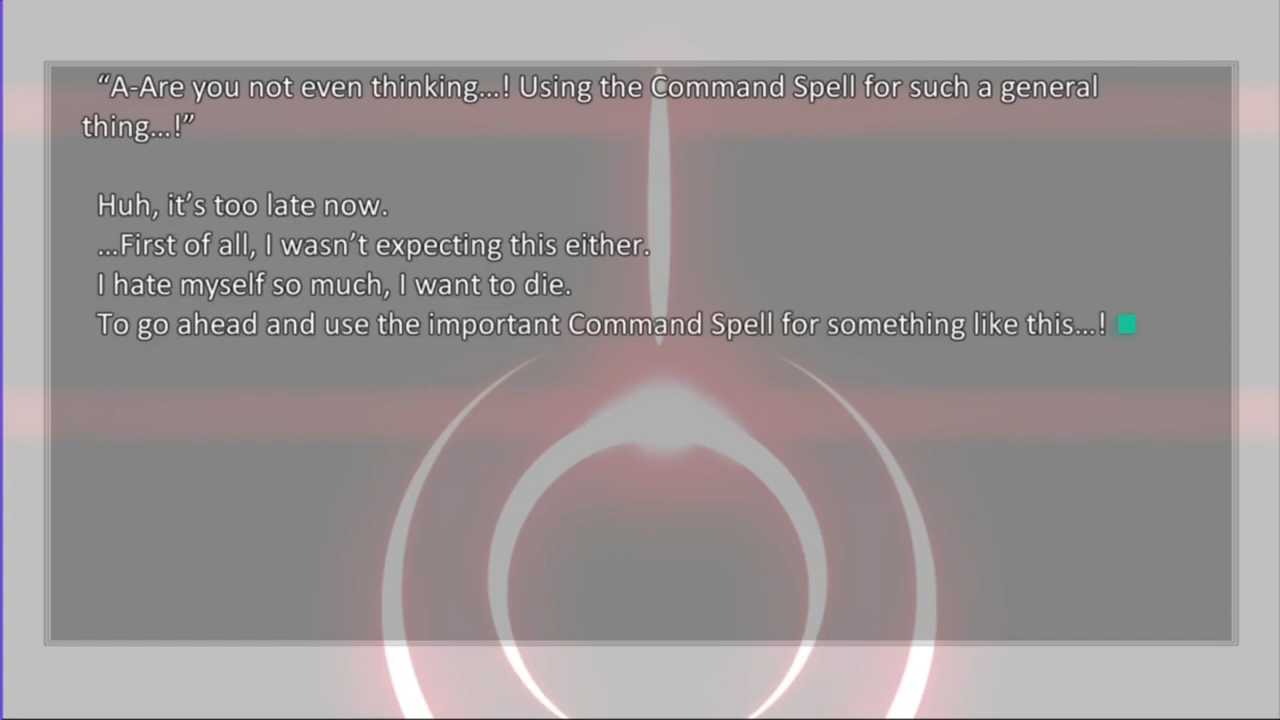 “A-Are you not even thinking...! Using the Command Spell for such a general
thing...!”
Huh, it’s too late now.
...First of all, I wasn’t expecting this either.
I hate myself so much, I want to die.
To go ahead and use the important Command Spell for something like this...!